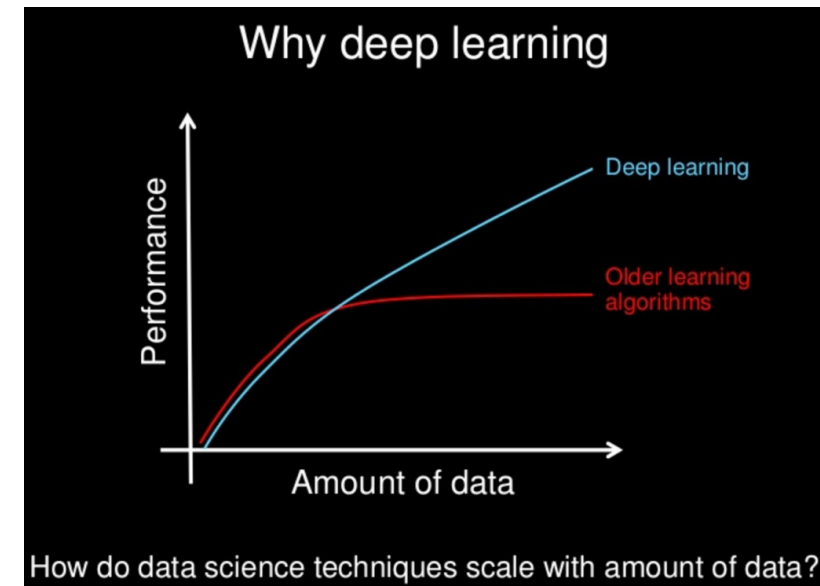 Why deep learning
Deep learning
Performance
Older learning
algorithms
Amount of data
How do data science techniques scale with amount of data?